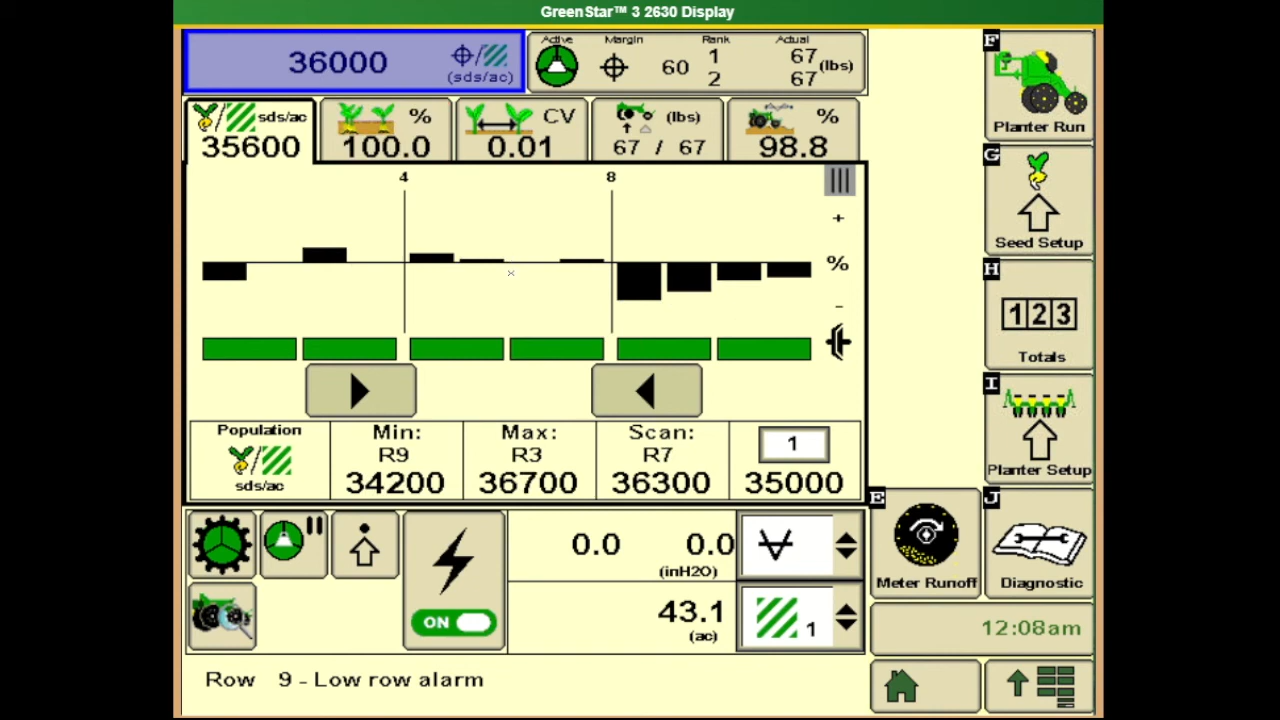 GreenStar™ 3 2630 Display
36000 (sds/ac)
Active Margin Rank Actual
60 1 67 (lbs)
2 67
sds/ac % CV (lbs) %
35600 100.0 0.01 67 / 67 98.8
4 8
+
%
-
Population Min: Max: Scan: 1
R9 R3 R7
sds/ac 34200 36700 36300 35000
0.0 0.0
(inH2O)
ON
43.1
(ac)
1
Row 9 - Low row alarm
F
Planter Run
G
Seed Setup
H
123
Totals
I
Planter Setup
E
Meter Runoff
J
Diagnostic
12:08am